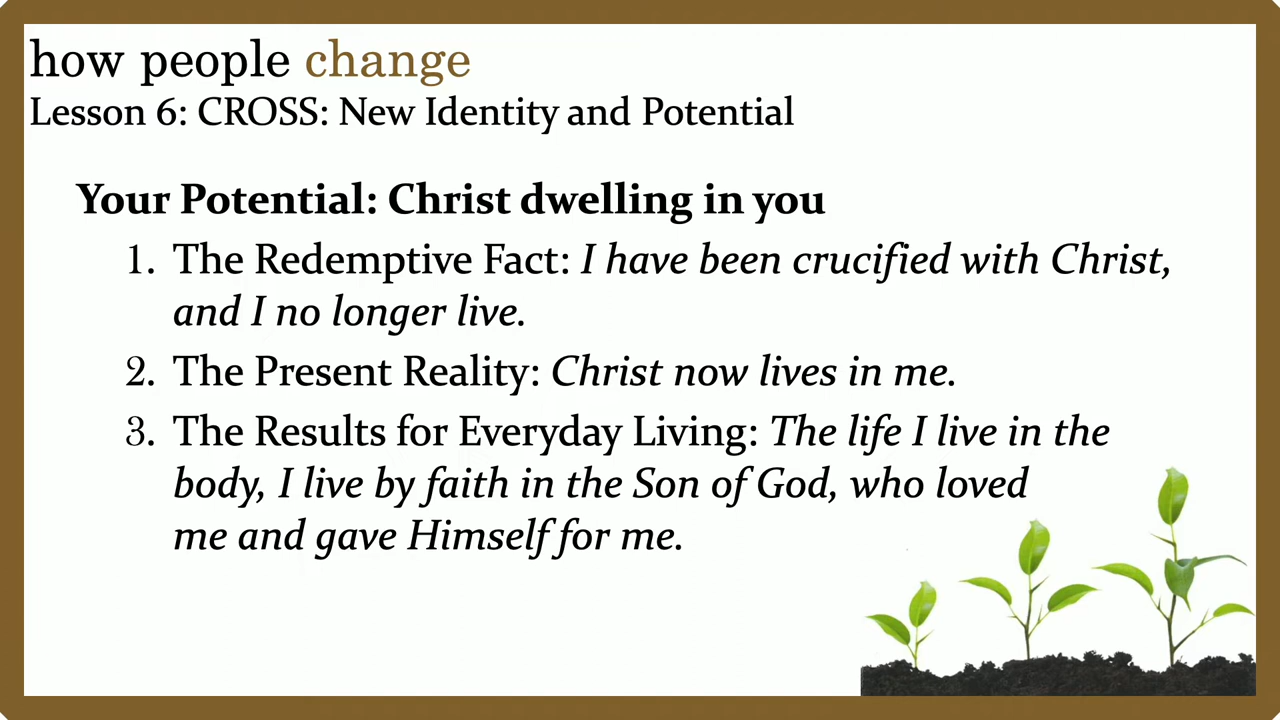 how people change
Lesson 6: CROSS: New Identity and Potential
Your Potential: Christ dwelling in you
1. The Redemptive Fact: I have been crucified with Christ,
and I no longer live.
2. The Present Reality: Christ now lives in me.
3. The Results for Everyday Living: The life I live in the
body, I live by faith in the Son of God, who loved
me and gave Himself for me.